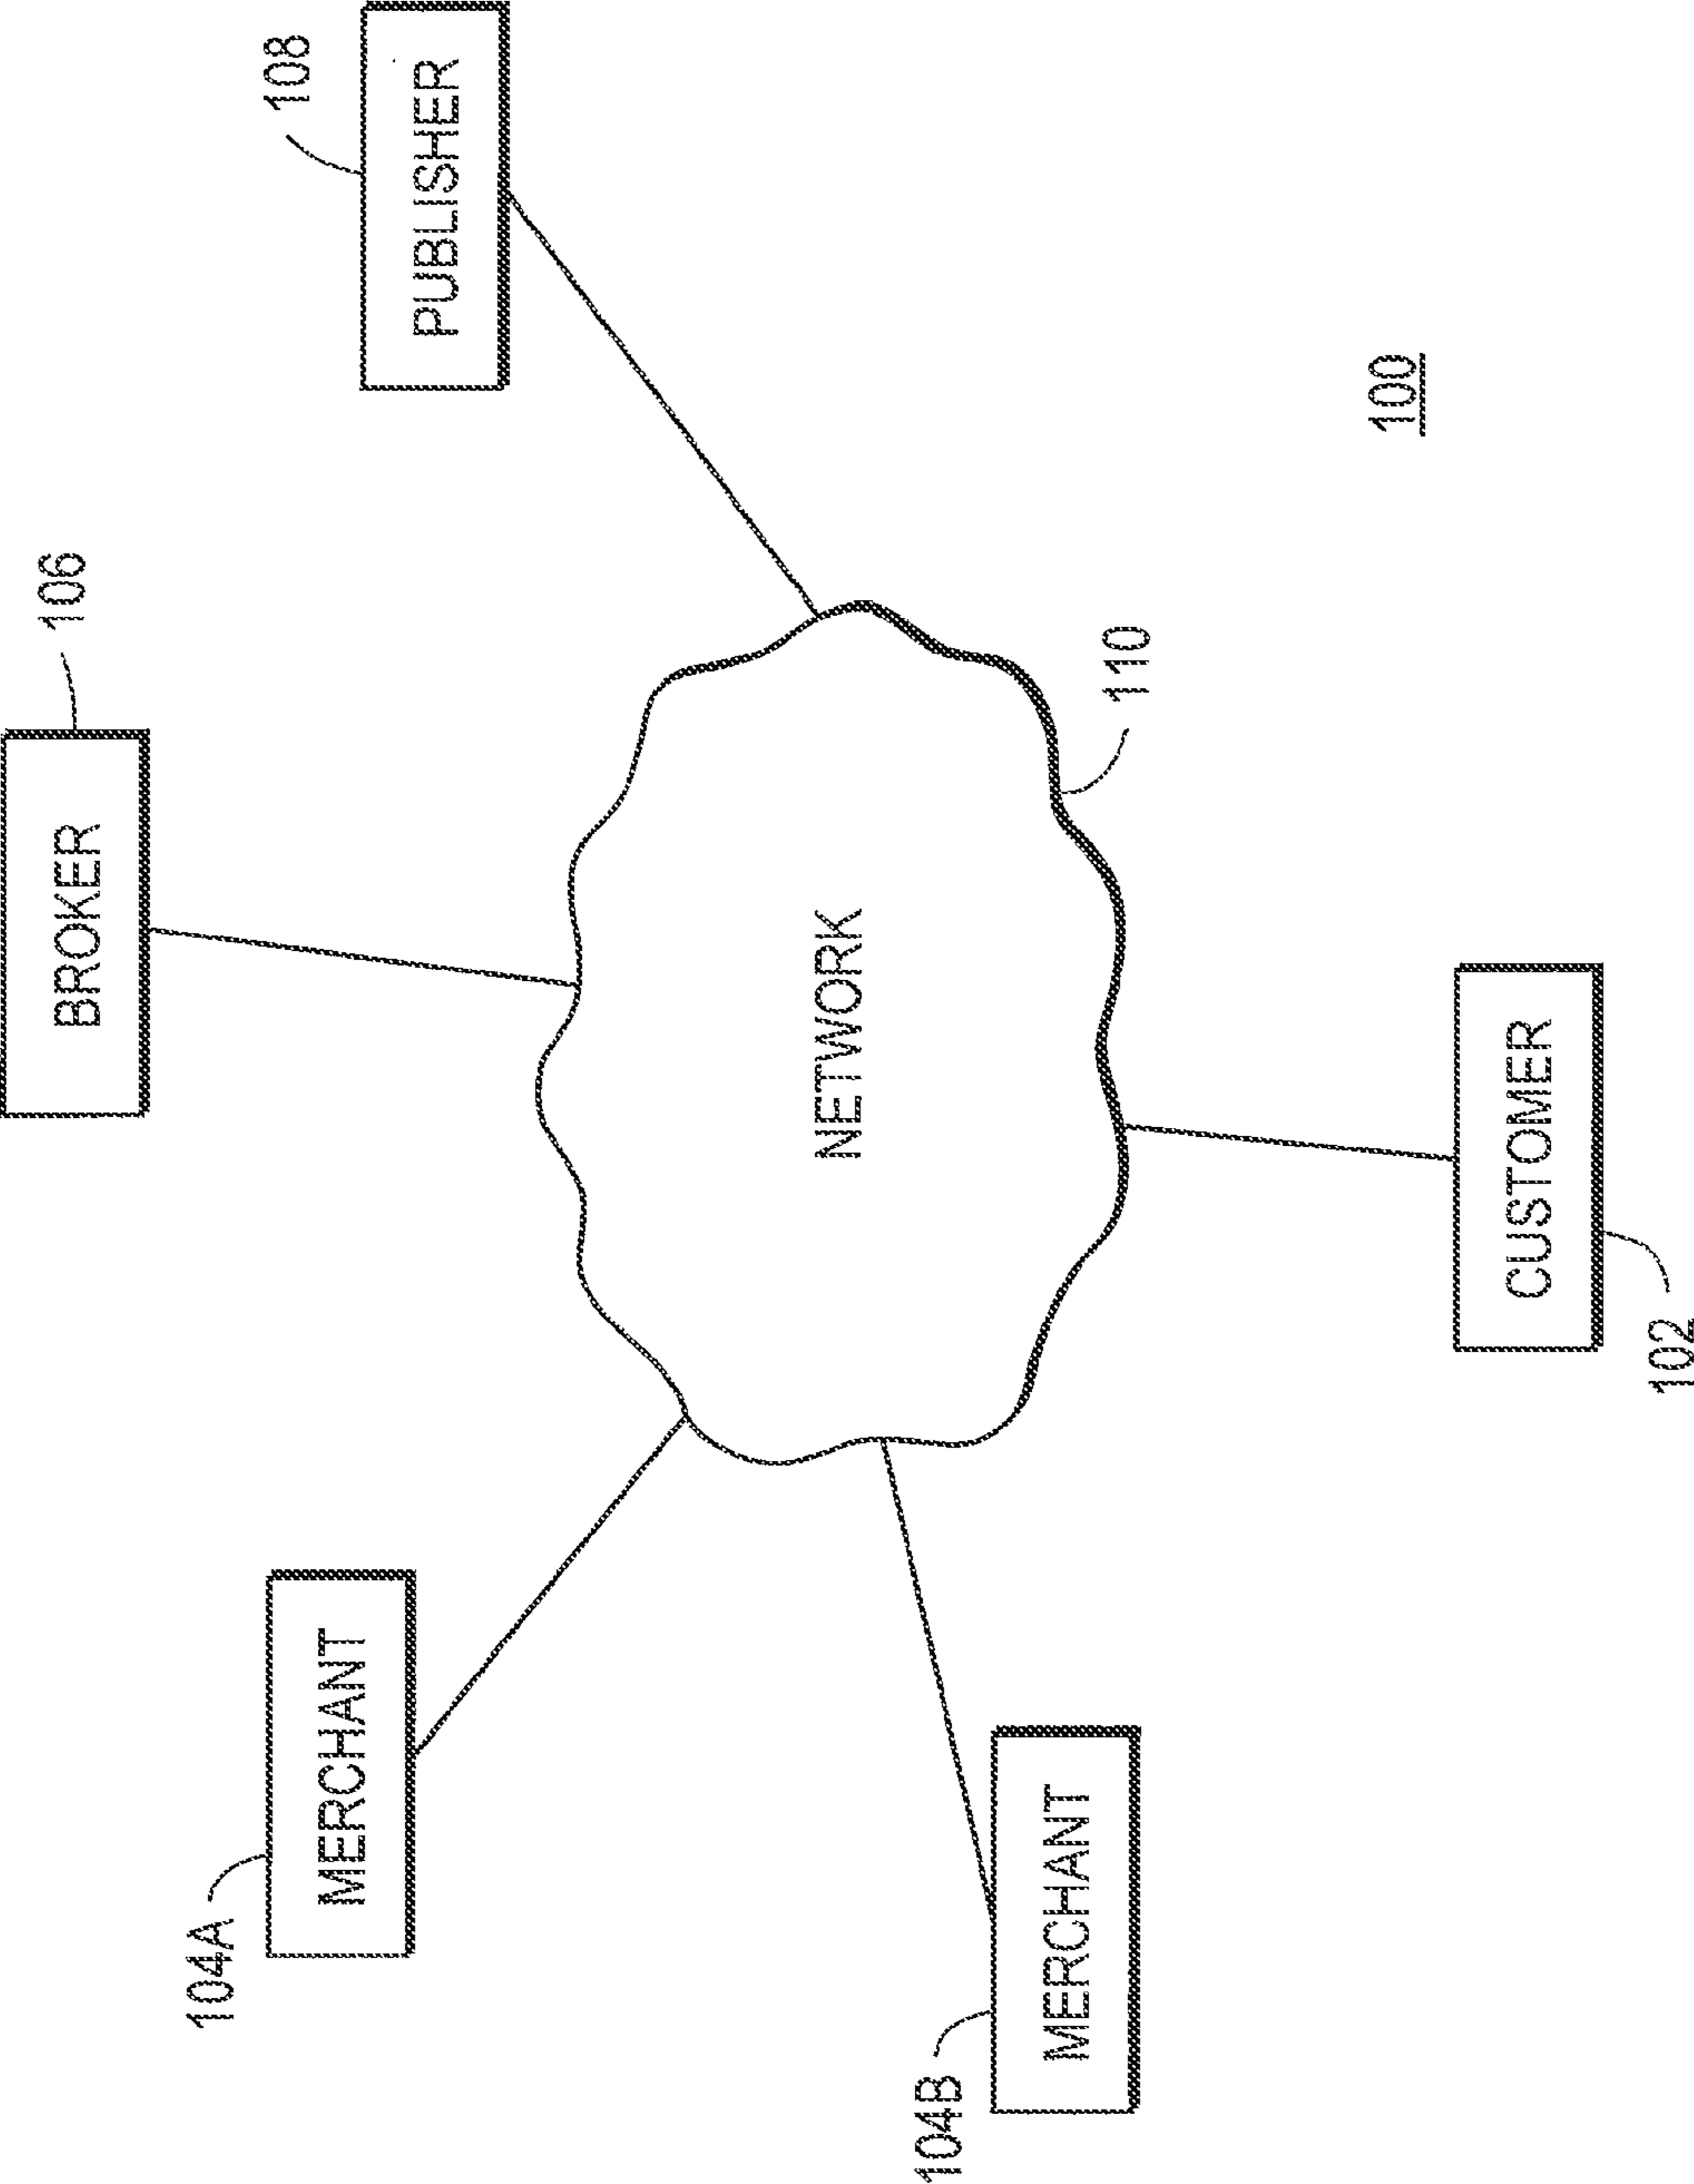 106
BROKER
108
PUBLISHER
104A
MERCHANT
NETWORK
110
104B
MERCHANT
100
CUSTOMER
102